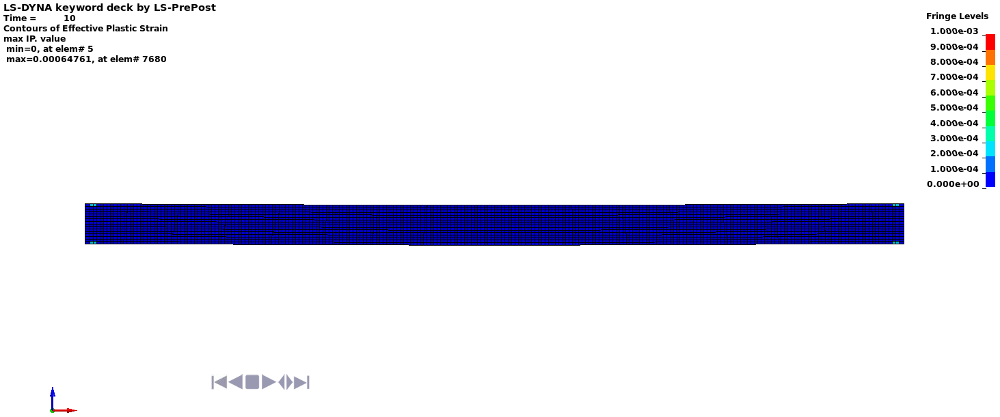 LS-DYNA keyword deck by LS-PrePost
Time = 10
Contours of Effective Plastic Strain
max IP. value
min=0, at elem# 5
max=0.00064761, at elem# 7680
Fringe Levels
1.000e-03
9.000e-04
8.000e-04
7.000e-04
6.000e-04
5.000e-04
4.000e-04
3.000e-04
2.000e-04
1.000e-04
0.000e+00